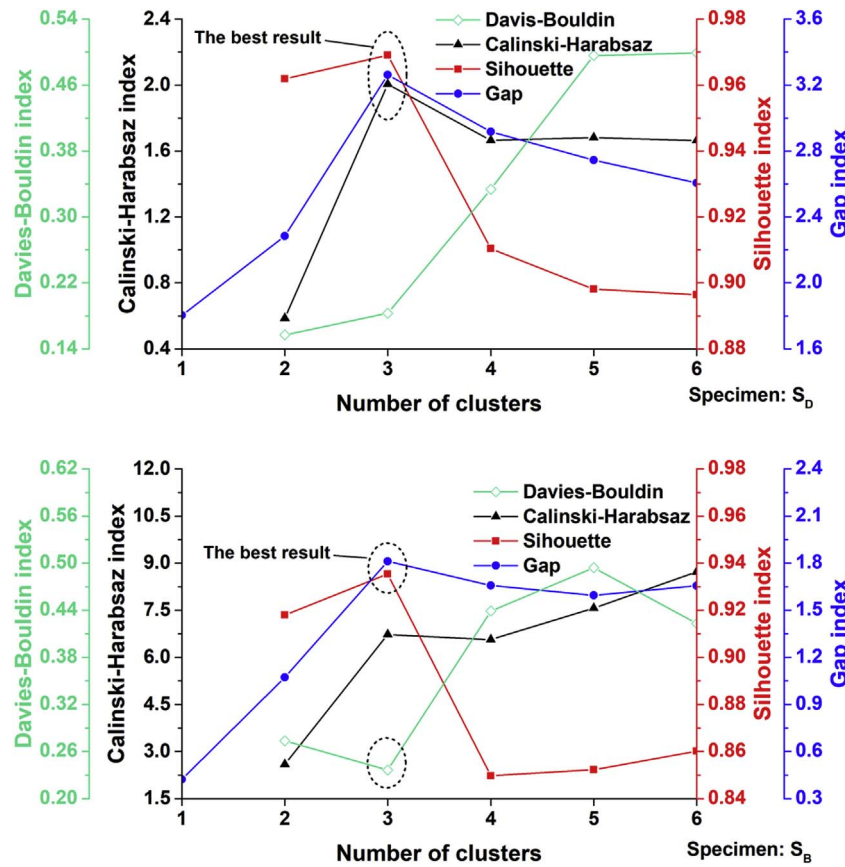 Davies-Bouldin index
0.54
0.46
0.38
0.30
0.22
0.14
Calinski-Harabsaz index
2.4
2.0
1.6
1.2
0.8
0.4
The best result
Davis-Bouldin
Calinski-Harabsaz
Sihouette
Gap
0.98
0.96
0.94
0.92
0.90
0.88
Silhouette index
3.6
3.2
2.8
2.4
2.0
1.6
Gap index
1 2 3 4 5 6
Number of clusters
Specimen: S_D
Davies-Bouldin index
0.62
0.56
0.50
0.44
0.38
0.32
0.26
0.20
Calinski-Harabsaz index
12.0
10.5
9.0
7.5
6.0
4.5
3.0
1.5
The best result
Davies-Bouldin
Calinski-Harabsaz
Sihouette
Gap
0.98
0.96
0.94
0.92
0.90
0.88
0.86
0.84
Silhouette index
2.4
2.1
1.8
1.5
1.2
0.9
0.6
0.3
Gap index
1 2 3 4 5 6
Number of clusters
Specimen: S_B